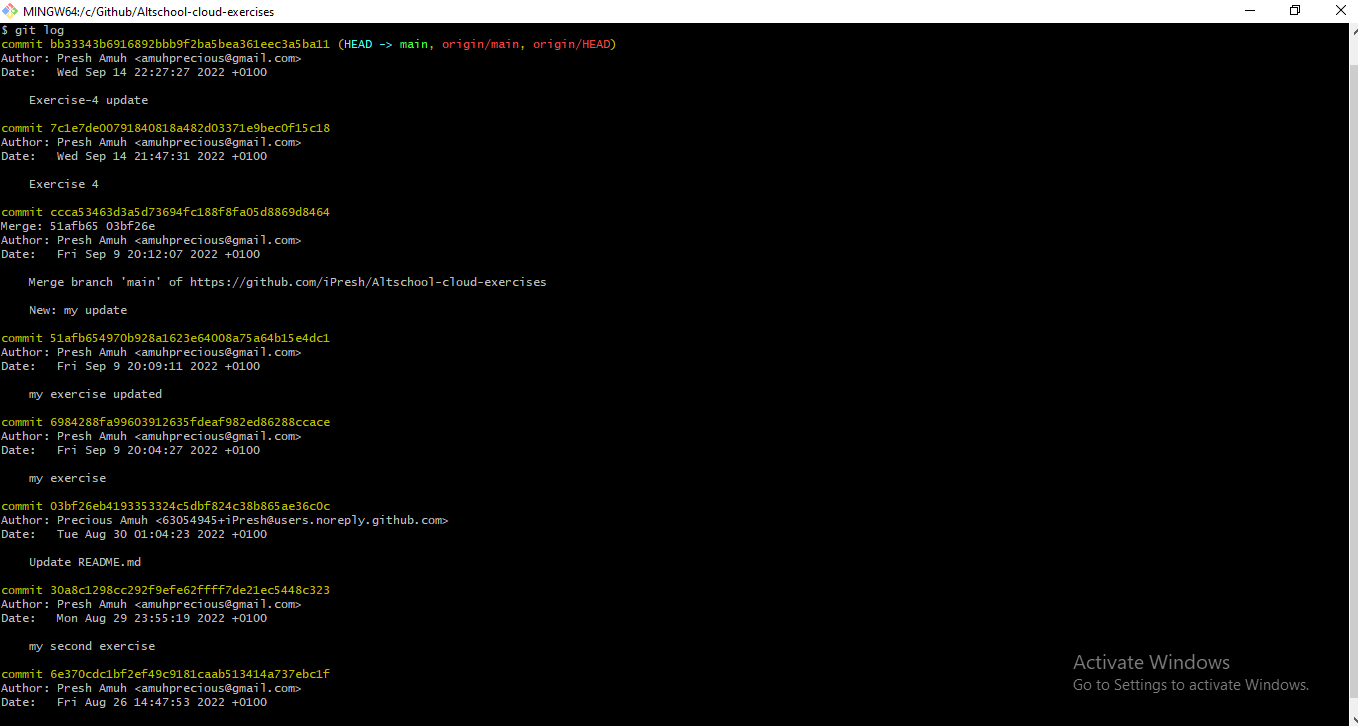 MINGW64:/c/Github/Altschool-cloud-exercises
$ git log
commit bb33343b6916892bbb9f2ba5bea361eec3a5ba11 (HEAD -> main, origin/main, origin/HEAD)
Author: Presh Amuh <amuhprecious@gmail.com>
Date:   Wed Sep 14 22:27:27 2022 +0100
    Exercise-4 update
commit 7c1e7de00791840818a482d03371e9bec0f15c18
Author: Presh Amuh <amuhprecious@gmail.com>
Date:   Wed Sep 14 21:47:31 2022 +0100
    Exercise 4
commit ccca53463d3a5d73694fc188f8fa05d8869d8464
Merge: 51afb65 03bf26e
Author: Presh Amuh <amuhprecious@gmail.com>
Date:   Fri Sep 9 20:12:07 2022 +0100
    Merge branch 'main' of https://github.com/iPresh/Altschool-cloud-exercises
    New: my update
commit 51afb654970b928a1623e64008a75a64b15e4dc1
Author: Presh Amuh <amuhprecious@gmail.com>
Date:   Fri Sep 9 20:09:11 2022 +0100
    my exercise updated
commit 6984288fa99603912635fdeaf982ed86288ccace
Author: Presh Amuh <amuhprecious@gmail.com>
Date:   Fri Sep 9 20:04:27 2022 +0100
    my exercise
commit 03bf26eb4193353324c5dbf824c38b865ae36c0c
Author: Precious Amuh <63054945+iPresh@users.noreply.github.com>
Date:   Tue Aug 30 01:04:23 2022 +0100
    Update README.md
commit 30a8c1298cc292f9efe62ffff7de21ec5448c323
Author: Presh Amuh <amuhprecious@gmail.com>
Date:   Mon Aug 29 23:55:19 2022 +0100
    my second exercise
commit 6e370cdc1bf2ef49c9181caab513414a737ebc1f
Author: Presh Amuh <amuhprecious@gmail.com>
Date:   Fri Aug 26 14:47:53 2022 +0100
Activate Windows
Go to Settings to activate Windows.